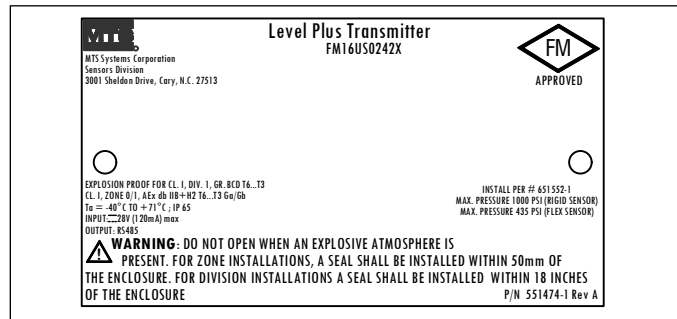 MTS
Level Plus Transmitter
FM16US0242X
MTS Systems Corporation
Sensors Division
3001 Sheldon Drive, Cary, N.C. 27513
FM
APPROVED
EXPLOSION PROOF FOR CL. I, DIV. 1, GR. BCD T6...T3
CL. I, ZONE 0/1, AEx db IIB+H2 T6...T3 Ga/Gb
Ta = -40°C TO +71°C ; IP 65
INPUT:⎓28V (120mA) max
OUTPUT: RS485
INSTALL PER # 651552-1
MAX. PRESSURE 1000 PSI (RIGID SENSOR)
MAX. PRESSURE 435 PSI (FLEX SENSOR)
WARNING: DO NOT OPEN WHEN AN EXPLOSIVE ATMOSPHERE IS
PRESENT. FOR ZONE INSTALLATIONS, A SEAL SHALL BE INSTALLED WITHIN 50mm OF
THE ENCLOSURE. FOR DIVISION INSTALLATIONS A SEAL SHALL BE INSTALLED WITHIN 18 INCHES
OF THE ENCLOSURE
P/N 551474-1 Rev A